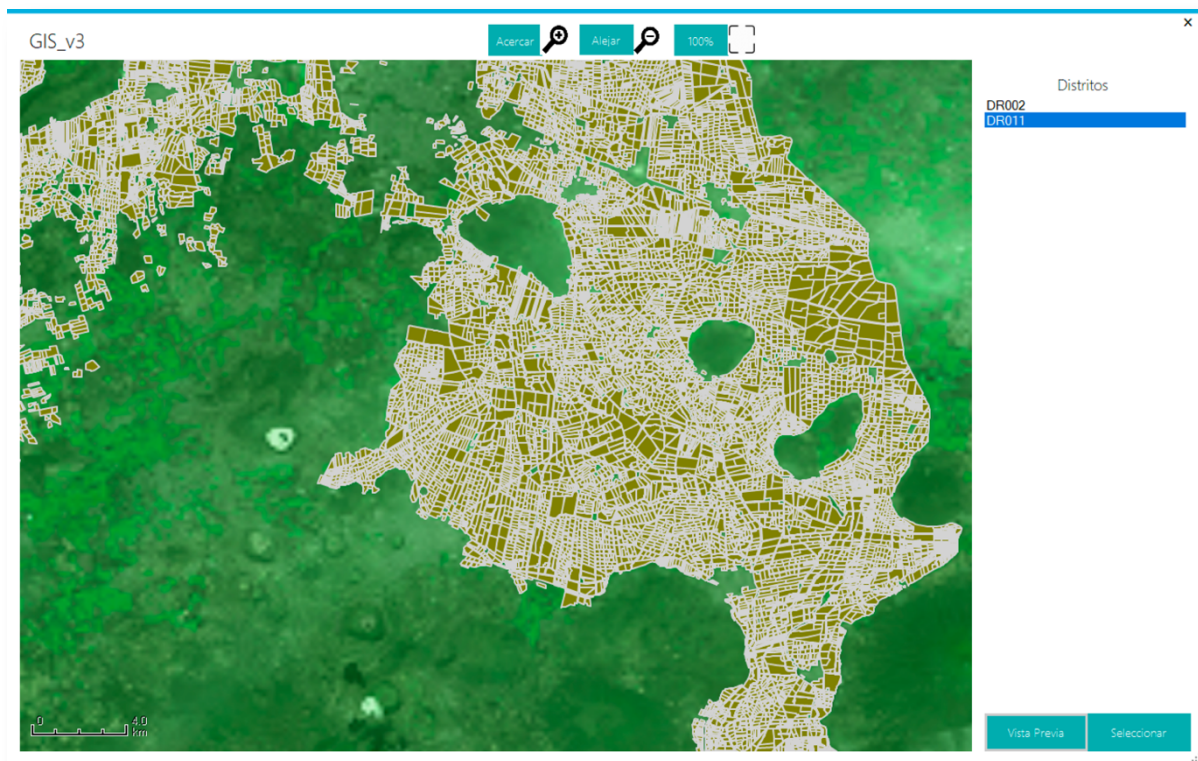 GIS_v3
Acercar
Alejar
100%
Distritos
DR002
DR011
0 4.0
km
Vista Previa
Seleccionar